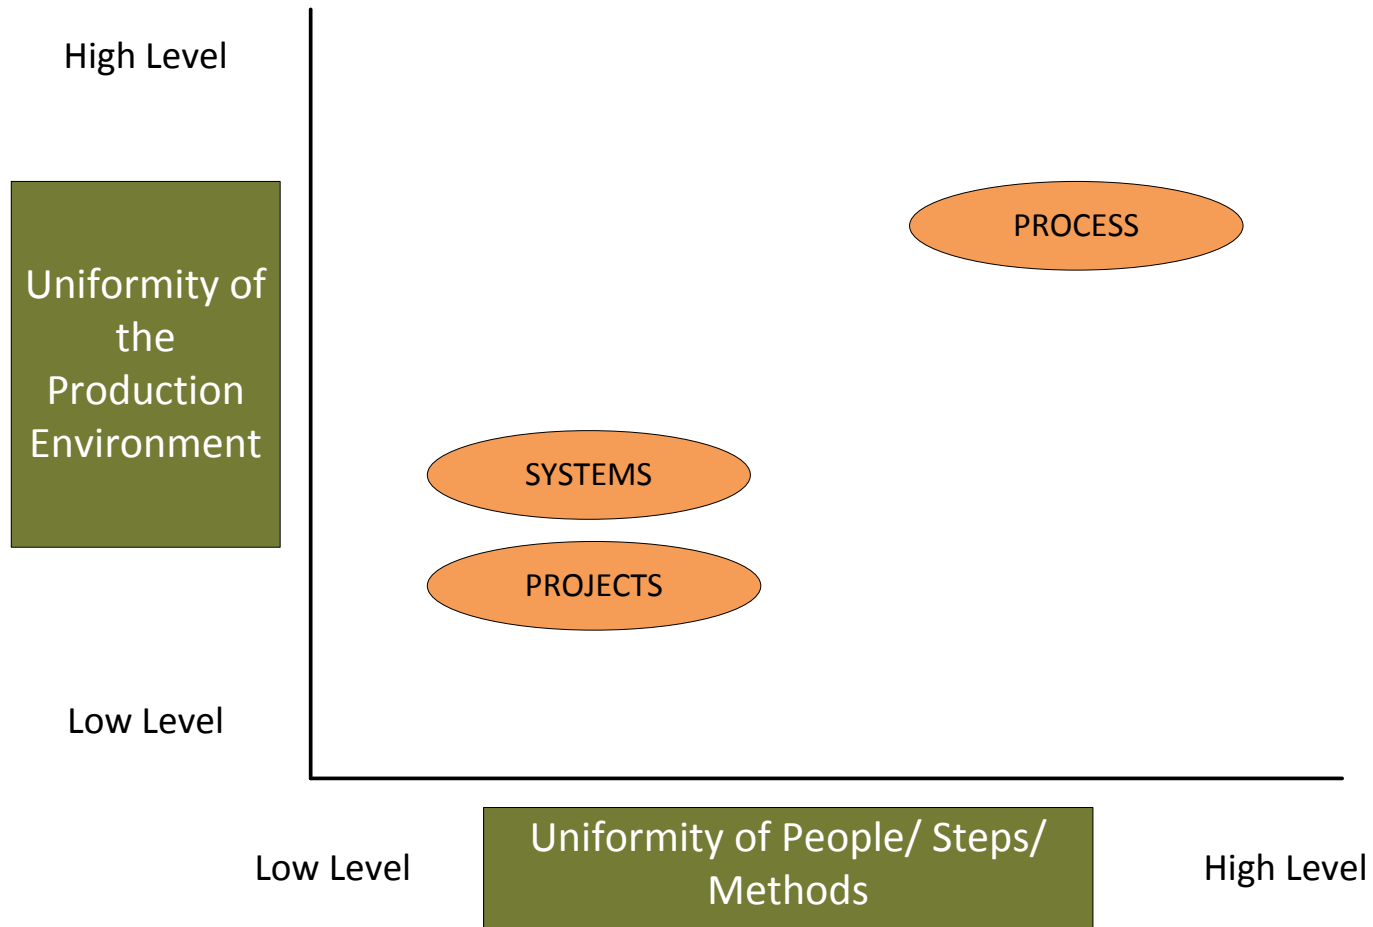 High Level
PROCESS
Uniformity of
the
Production
Environment
SYSTEMS
PROJECTS
Low Level
Uniformity of People/ Steps/
Methods
Low Level
High Level